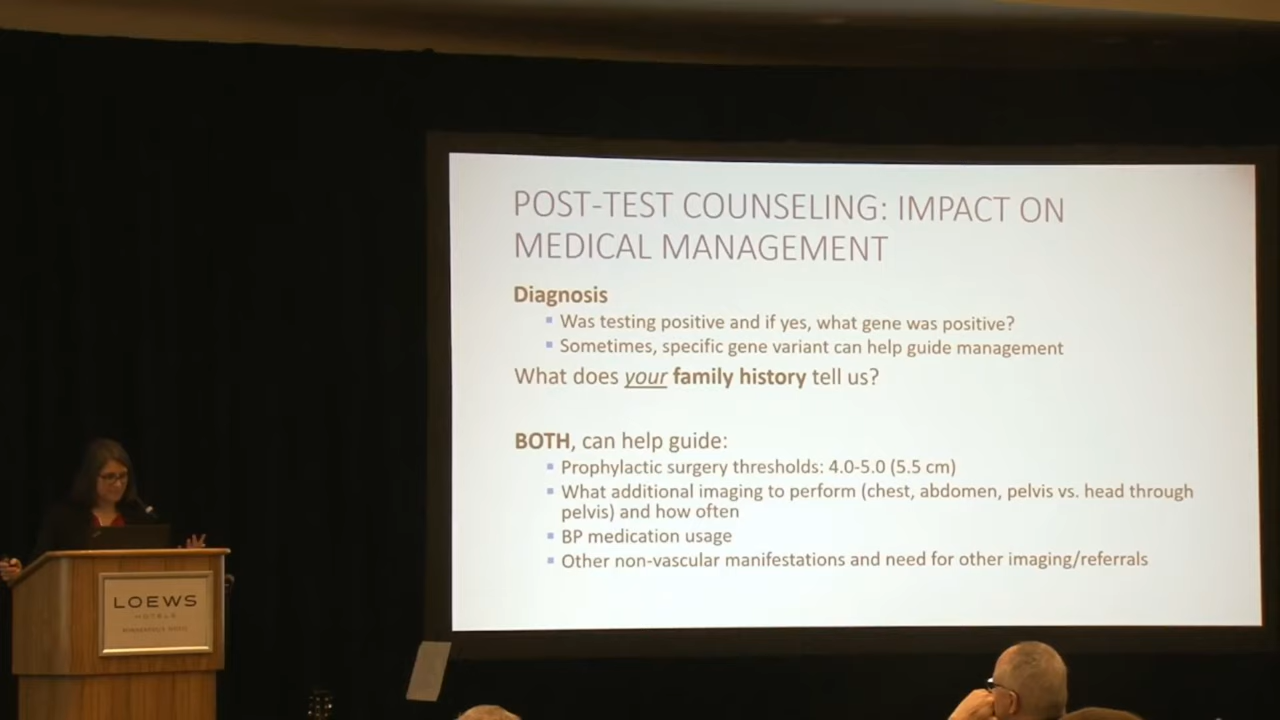 POST-TEST COUNSELING: IMPACT ON
MEDICAL MANAGEMENT
Diagnosis
▪ Was testing positive and if yes, what gene was positive?
▪ Sometimes, specific gene variant can help guide management
What does your family history tell us?
BOTH, can help guide:
▪ Prophylactic surgery thresholds: 4.0-5.0 (5.5 cm)
▪ What additional imaging to perform (chest, abdomen, pelvis vs. head through
pelvis) and how often
▪ BP medication usage
▪ Other non-vascular manifestations and need for other imaging/referrals
LOEWS
HOTELS